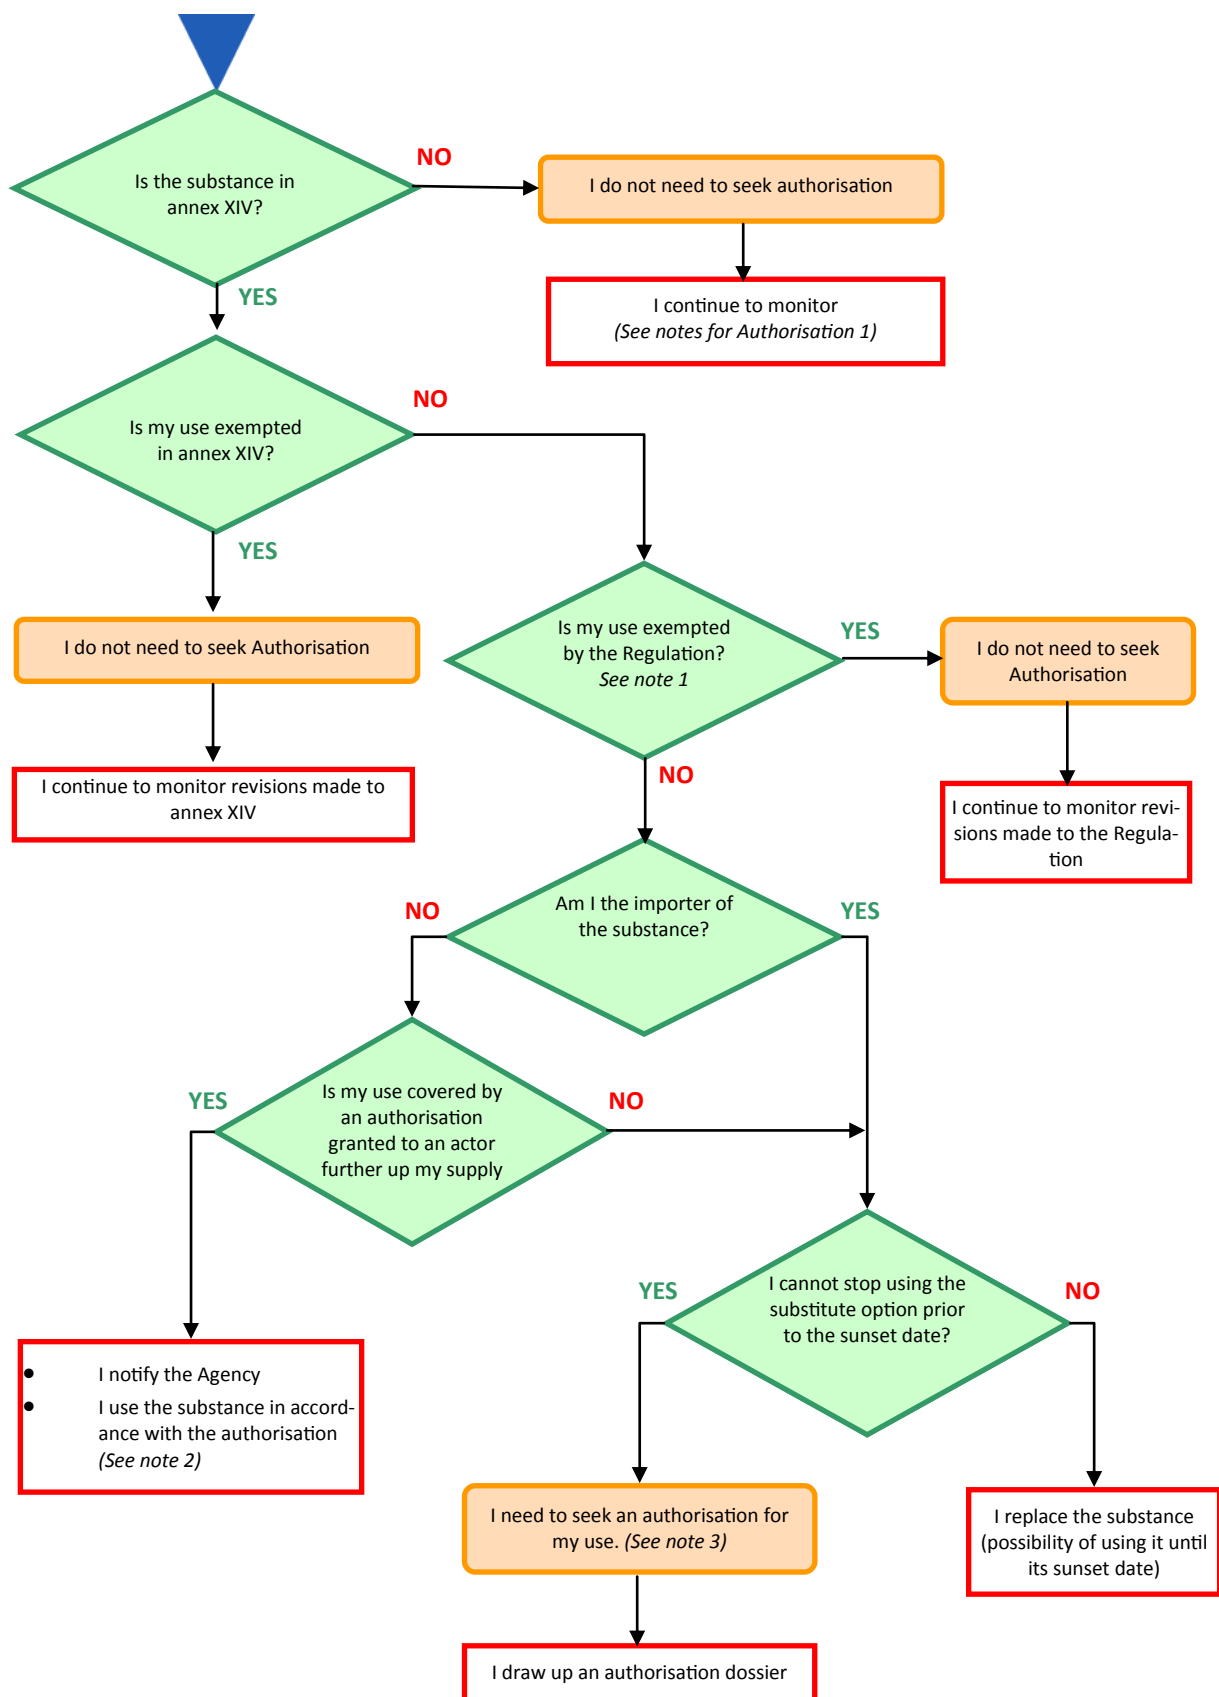 Is the substance in
annex XIV?
NO
I do not need to seek authorisation
I continue to monitor
(See notes for Authorisation 1)
YES
Is my use exempted
in annex XIV?
NO
YES
I do not need to seek Authorisation
I continue to monitor revisions made to
annex XIV
Is my use exempted
by the Regulation?
See note 1
YES
I do not need to seek
Authorisation
I continue to monitor revi-
sions made to the Regula-
tion
NO
Am I the importer of
the substance?
NO
YES
Is my use covered by
an authorisation
granted to an actor
further up my supply
YES
NO
• I notify the Agency
• I use the substance in accord-
ance with the authorisation
(See note 2)
I cannot stop using the
substitute option prior
to the sunset date?
YES
NO
I need to seek an authorisation for
my use. (See note 3)
I draw up an authorisation dossier
I replace the substance
(possibility of using it until
its sunset date)